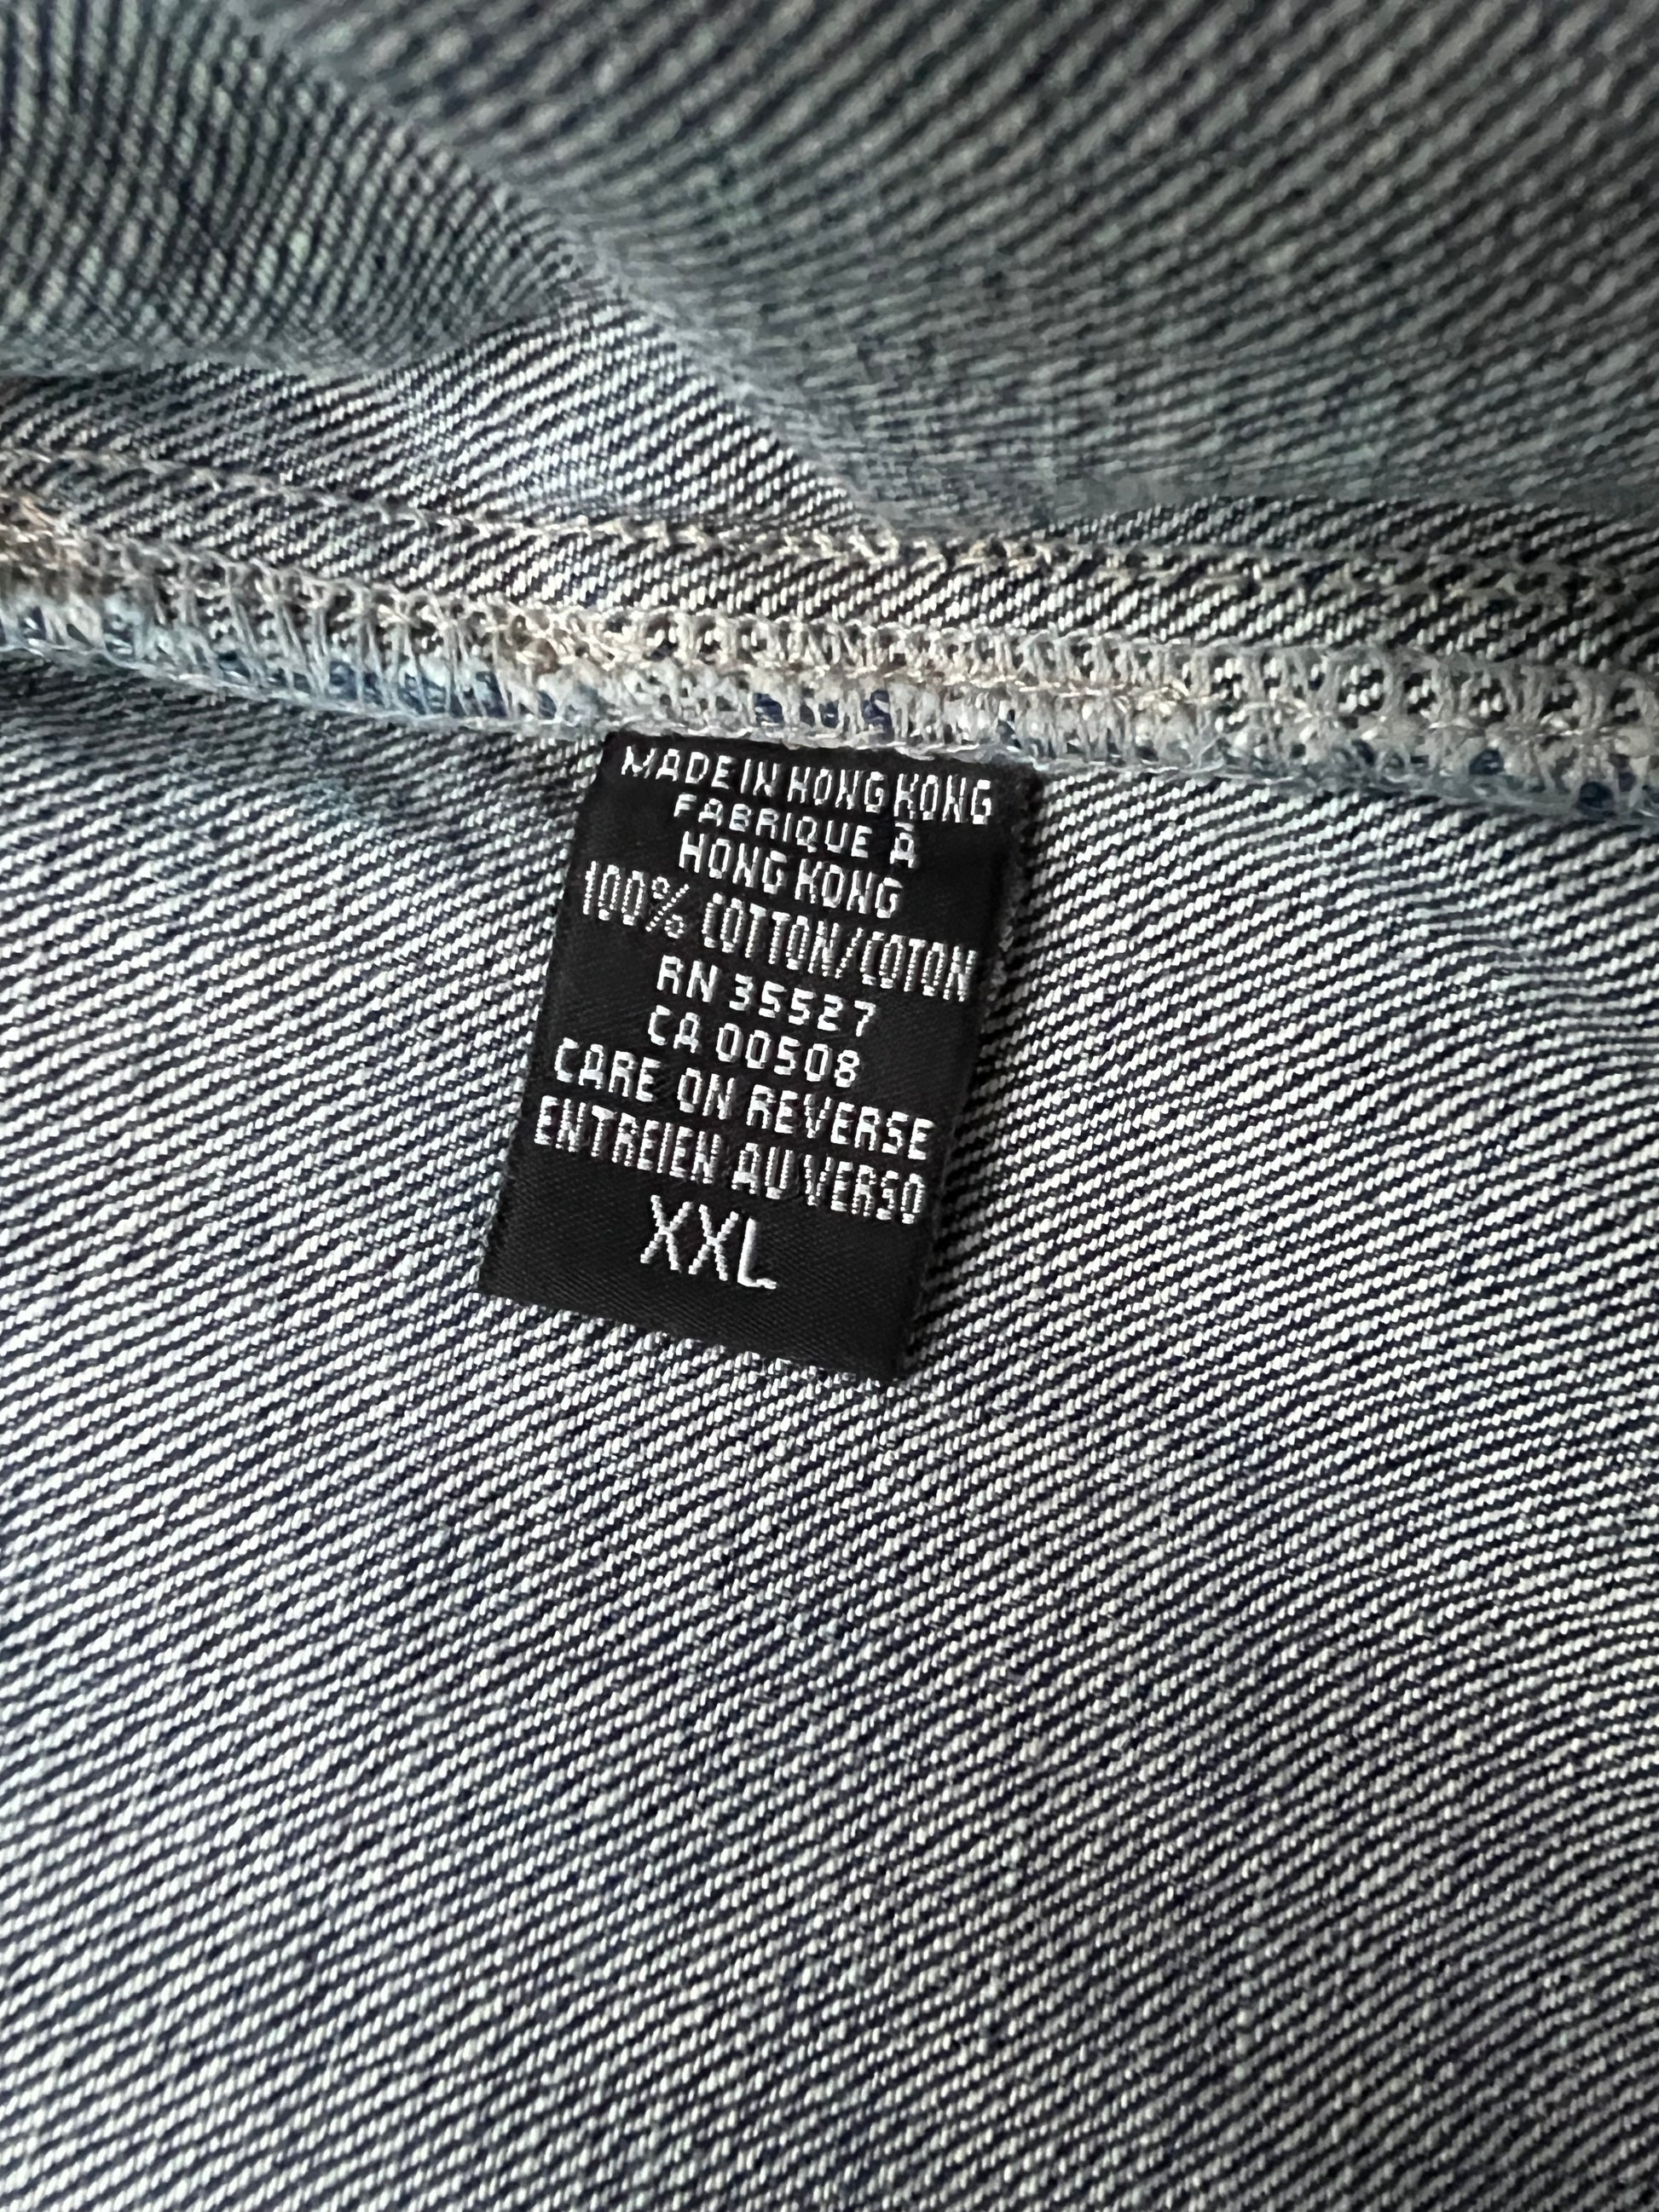 MADE IN HONG KONG
FABRIQUE À
HONG KONG
100% COTTON/COTON
RN 35527
CA 00508
CARE ON REVERSE
ENTREIEN AU VERSO
XXL